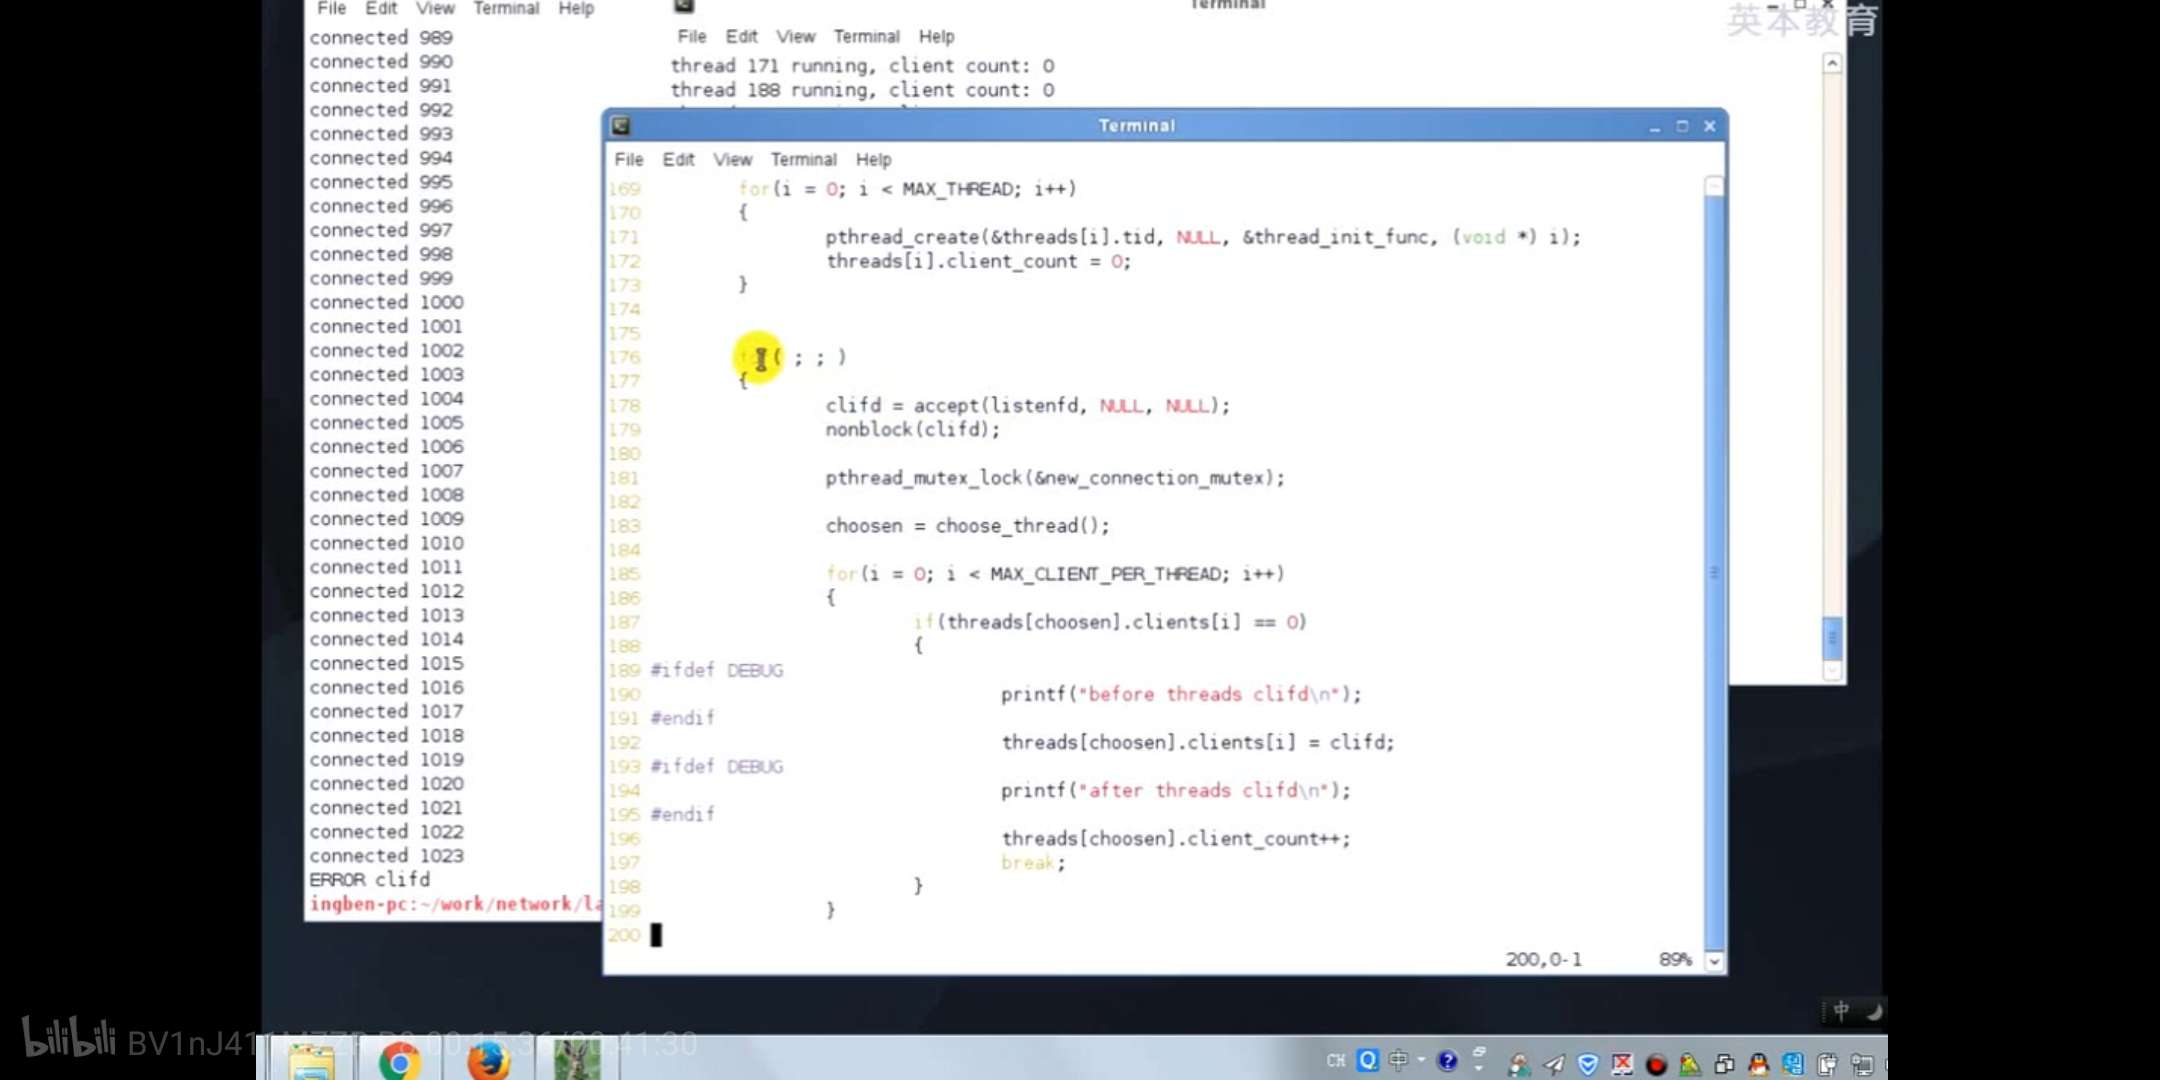 File Edit View Terminal Help
connected 989
connected 990
connected 991
connected 992
connected 993
connected 994
connected 995
connected 996
connected 997
connected 998
connected 999
connected 1000
connected 1001
connected 1002
connected 1003
connected 1004
connected 1005
connected 1006
connected 1007
connected 1008
connected 1009
connected 1010
connected 1011
connected 1012
connected 1013
connected 1014
connected 1015
connected 1016
connected 1017
connected 1018
connected 1019
connected 1020
connected 1021
connected 1022
connected 1023
ERROR clifd
ingben-pc:~/work/network/la
Terminal
英本教育
File Edit View Terminal Help
thread 171 running, client count: 0
thread 188 running, client count: 0
Terminal
File Edit View Terminal Help
169 for(i = 0; i < MAX_THREAD; i++)
170 {
171 pthread_create(&threads[i].tid, NULL, &thread_init_func, (void *) i);
172 threads[i].client_count = 0;
173 }
174
175
176 for( ; ; )
177 {
178 clifd = accept(listenfd, NULL, NULL);
179 nonblock(clifd);
180
181 pthread_mutex_lock(&new_connection_mutex);
182
183 choosen = choose_thread();
184
185 for(i = 0; i < MAX_CLIENT_PER_THREAD; i++)
186 {
187 if(threads[choosen].clients[i] == 0)
188 {
189 #ifdef DEBUG
190 printf("before threads clifd\n");
191 #endif
192 threads[choosen].clients[i] = clifd;
193 #ifdef DEBUG
194 printf("after threads clifd\n");
195 #endif
196 threads[choosen].client_count++;
197 break;
198 }
199 }
200
200,0-1 89%
中
bilibili
CH 中